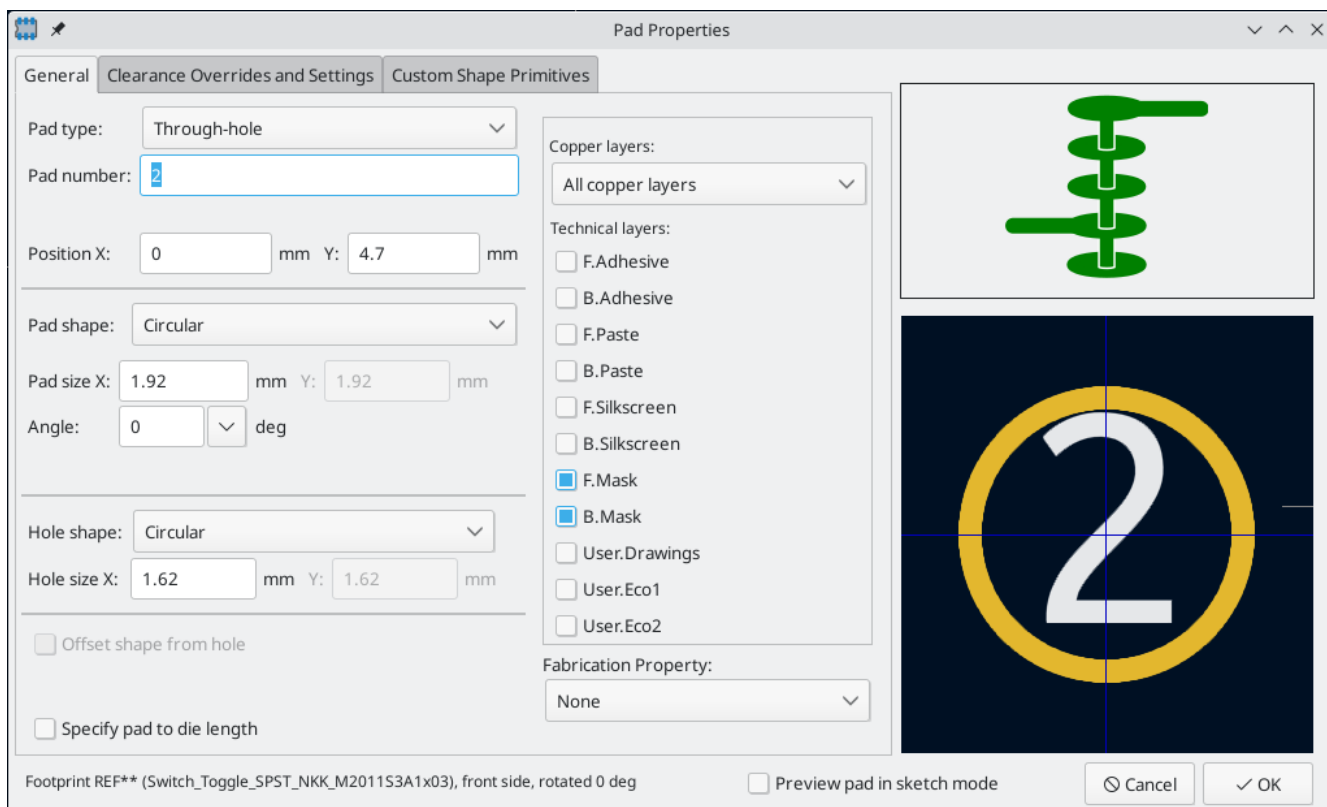 Pad Properties
General Clearance Overrides and Settings Custom Shape Primitives
Pad type: Through-hole
Pad number: 2
Position X: 0 mm Y: 4.7 mm
Pad shape: Circular
Pad size X: 1.92 mm Y: 1.92 mm
Angle: 0 deg
Hole shape: Circular
Hole size X: 1.62 mm Y: 1.62 mm
Offset shape from hole
Specify pad to die length
Copper layers:
All copper layers
Technical layers:
F.Adhesive
B.Adhesive
F.Paste
B.Paste
F.Silkscreen
B.Silkscreen
F.Mask
B.Mask
User.Drawings
User.Eco1
User.Eco2
Fabrication Property:
None
2
Footprint REF** (Switch_Toggle_SPST_NKK_M2011S3A1x03), front side, rotated 0 deg
Preview pad in sketch mode
Cancel
OK